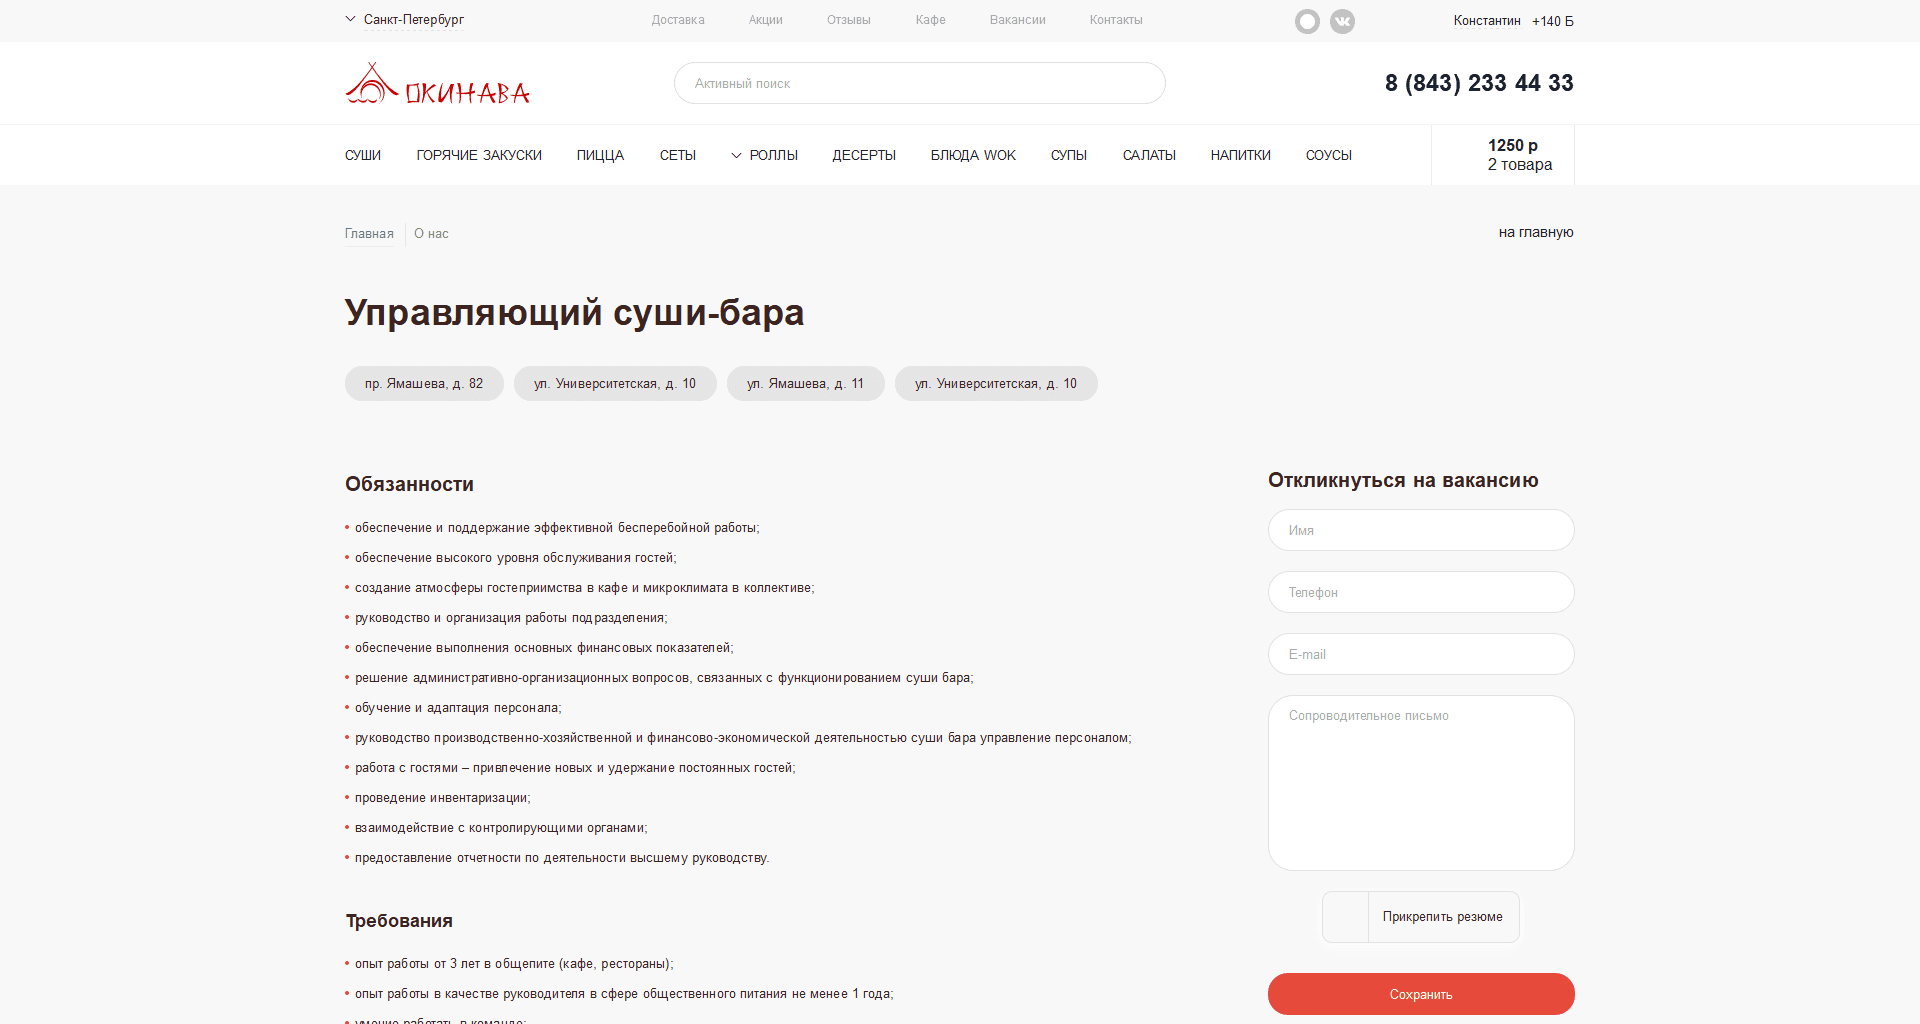 Санкт-Петербург
Доставка
Акции
Отзывы
Кафе
Вакансии
Контакты
Константин
+140 Б
ОКИНАВА
Активный поиск
8 (843) 233 44 33
СУШИ
ГОРЯЧИЕ ЗАКУСКИ
ПИЦЦА
СЕТЫ
РОЛЛЫ
ДЕСЕРТЫ
БЛЮДА WOK
СУПЫ
САЛАТЫ
НАПИТКИ
СОУСЫ
1250 р
2 товара
Главная
О нас
на главную
Управляющий суши-бара
пр. Ямашева, д. 82
ул. Университетская, д. 10
ул. Ямашева, д. 11
ул. Университетская, д. 10
Обязанности
• обеспечение и поддержание эффективной бесперебойной работы;
• обеспечение высокого уровня обслуживания гостей;
• создание атмосферы гостеприимства в кафе и микроклимата в коллективе;
• руководство и организация работы подразделения;
• обеспечение выполнения основных финансовых показателей;
• решение административно-организационных вопросов, связанных с функционированием суши бара;
• обучение и адаптация персонала;
• руководство производственно-хозяйственной и финансово-экономической деятельностью суши бара управление персоналом;
• работа с гостями – привлечение новых и удержание постоянных гостей;
• проведение инвентаризации;
• взаимодействие с контролирующими органами;
• предоставление отчетности по деятельности высшему руководству.
Требования
• опыт работы от 3 лет в общепите (кафе, рестораны);
• опыт работы в качестве руководителя в сфере общественного питания не менее 1 года;
• умение работать в команде;
Откликнуться на вакансию
Имя
Телефон
E-mail
Сопроводительное письмо
Прикрепить резюме
Сохранить